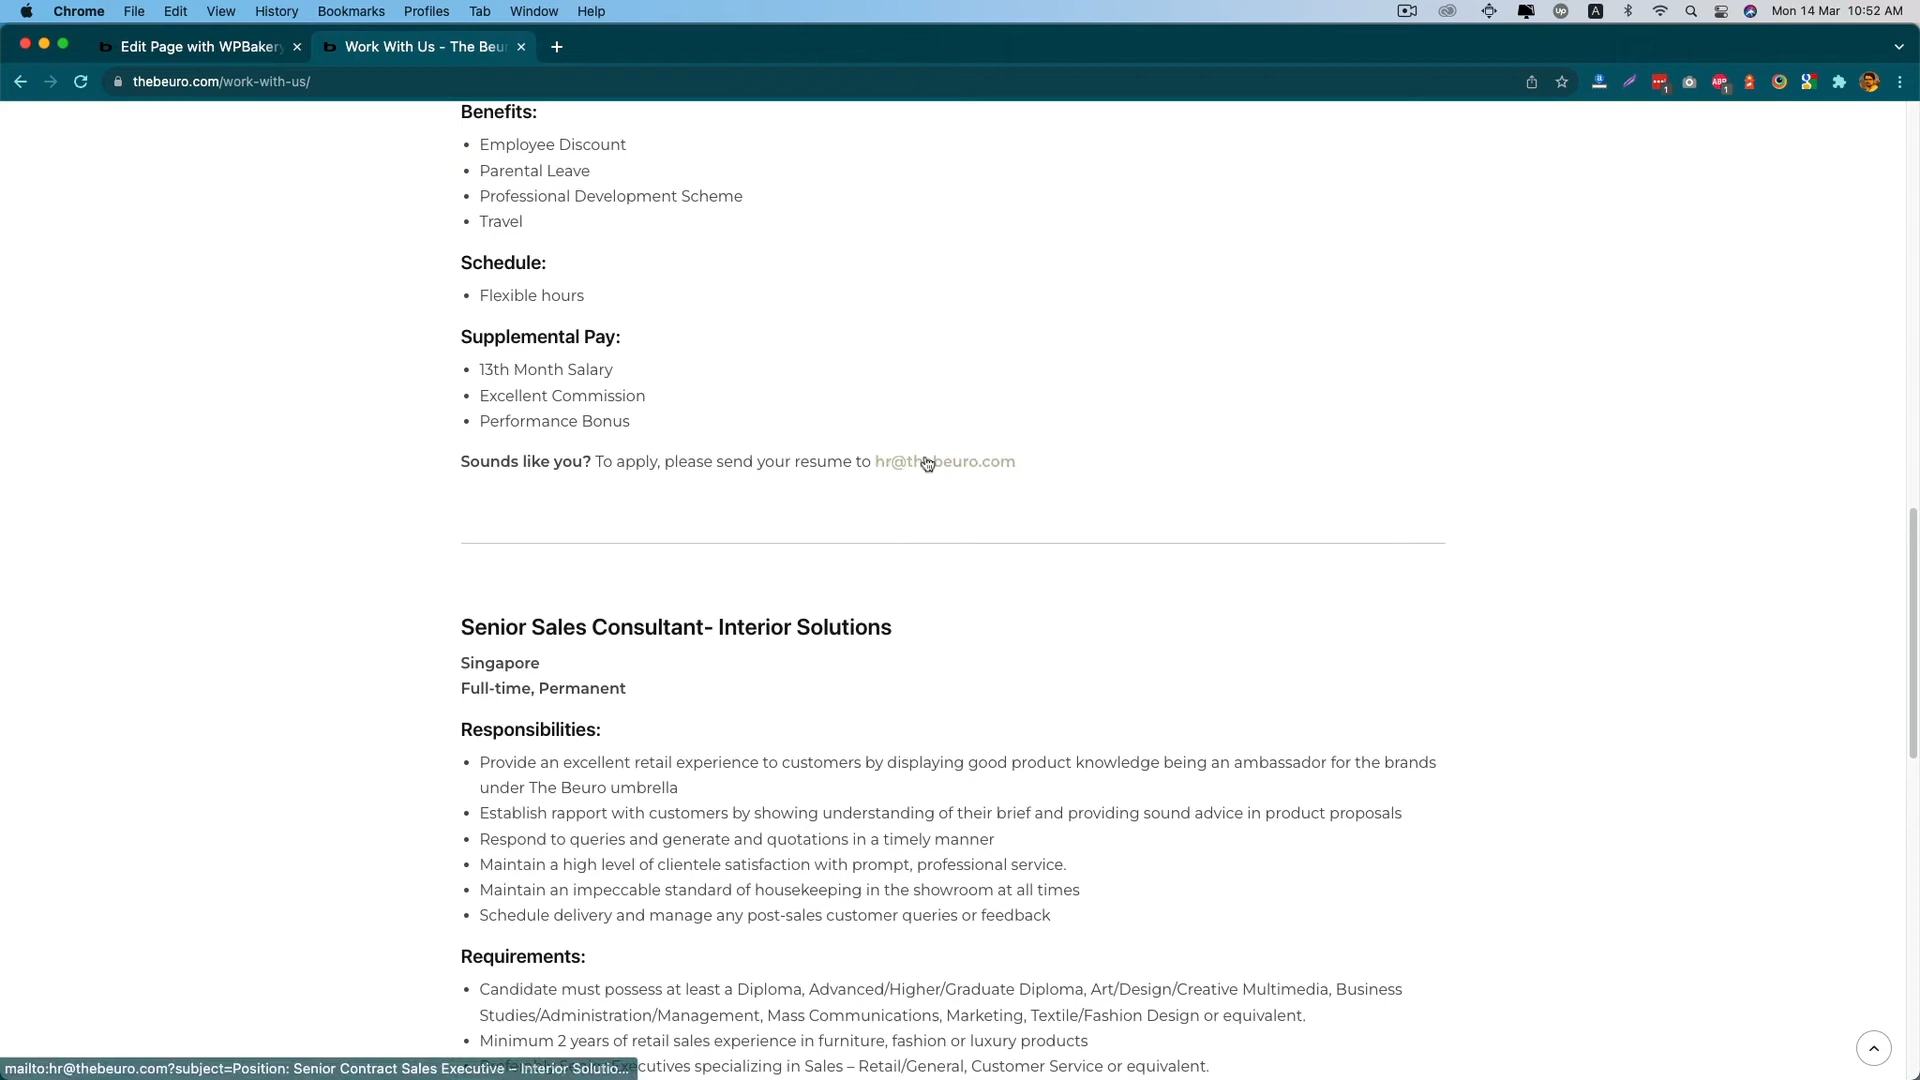 Chrome File Edit View History Bookmarks Profiles Tab Window Help Mon 14 Mar 10:52 AM
Edit Page with WPBakery Work With Us - The Beur
thebeuro.com/work-with-us/
Benefits:
• Employee Discount
• Parental Leave
• Professional Development Scheme
• Travel
Schedule:
• Flexible hours
Supplemental Pay:
• 13th Month Salary
• Excellent Commission
• Performance Bonus
Sounds like you? To apply, please send your resume to hr@thebeuro.com
Senior Sales Consultant- Interior Solutions
Singapore
Full-time, Permanent
Responsibilities:
• Provide an excellent retail experience to customers by displaying good product knowledge being an ambassador for the brands
under The Beuro umbrella
• Establish rapport with customers by showing understanding of their brief and providing sound advice in product proposals
• Respond to queries and generate and quotations in a timely manner
• Maintain a high level of clientele satisfaction with prompt, professional service.
• Maintain an impeccable standard of housekeeping in the showroom at all times
• Schedule delivery and manage any post-sales customer queries or feedback
Requirements:
• Candidate must possess at least a Diploma, Advanced/Higher/Graduate Diploma, Art/Design/Creative Multimedia, Business
Studies/Administration/Management, Mass Communications, Marketing, Textile/Fashion Design or equivalent.
• Minimum 2 years of retail sales experience in furniture, fashion or luxury products
ecutives specializing in Sales – Retail/General, Customer Service or equivalent.
mailto:hr@thebeuro.com?subject=Position: Senior Contract Sales Executive – Interior Solutio...